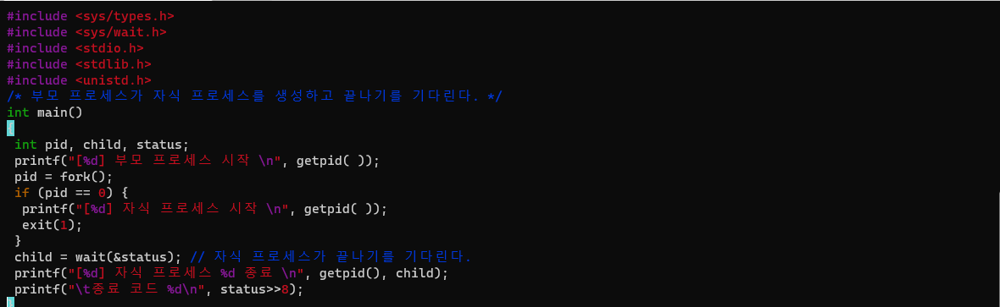 #include <sys/types.h>
#include <sys/wait.h>
#include <stdio.h>
#include <stdlib.h>
#include <unistd.h>
/* 부모 프로세스가 자식 프로세스를 생성하고 끝나기를 기다린다. */
int main()
{
 int pid, child, status;
 printf("[%d] 부모 프로세스 시작 \n", getpid( ));
 pid = fork();
 if (pid == 0) {
  printf("[%d] 자식 프로세스 시작 \n", getpid( ));
  exit(1);
 }
 child = wait(&status); // 자식 프로세스가 끝나기를 기다린다.
 printf("[%d] 자식 프로세스 %d 종료 \n", getpid(), child);
 printf("\t종료 코드 %d\n", status>>8);
}